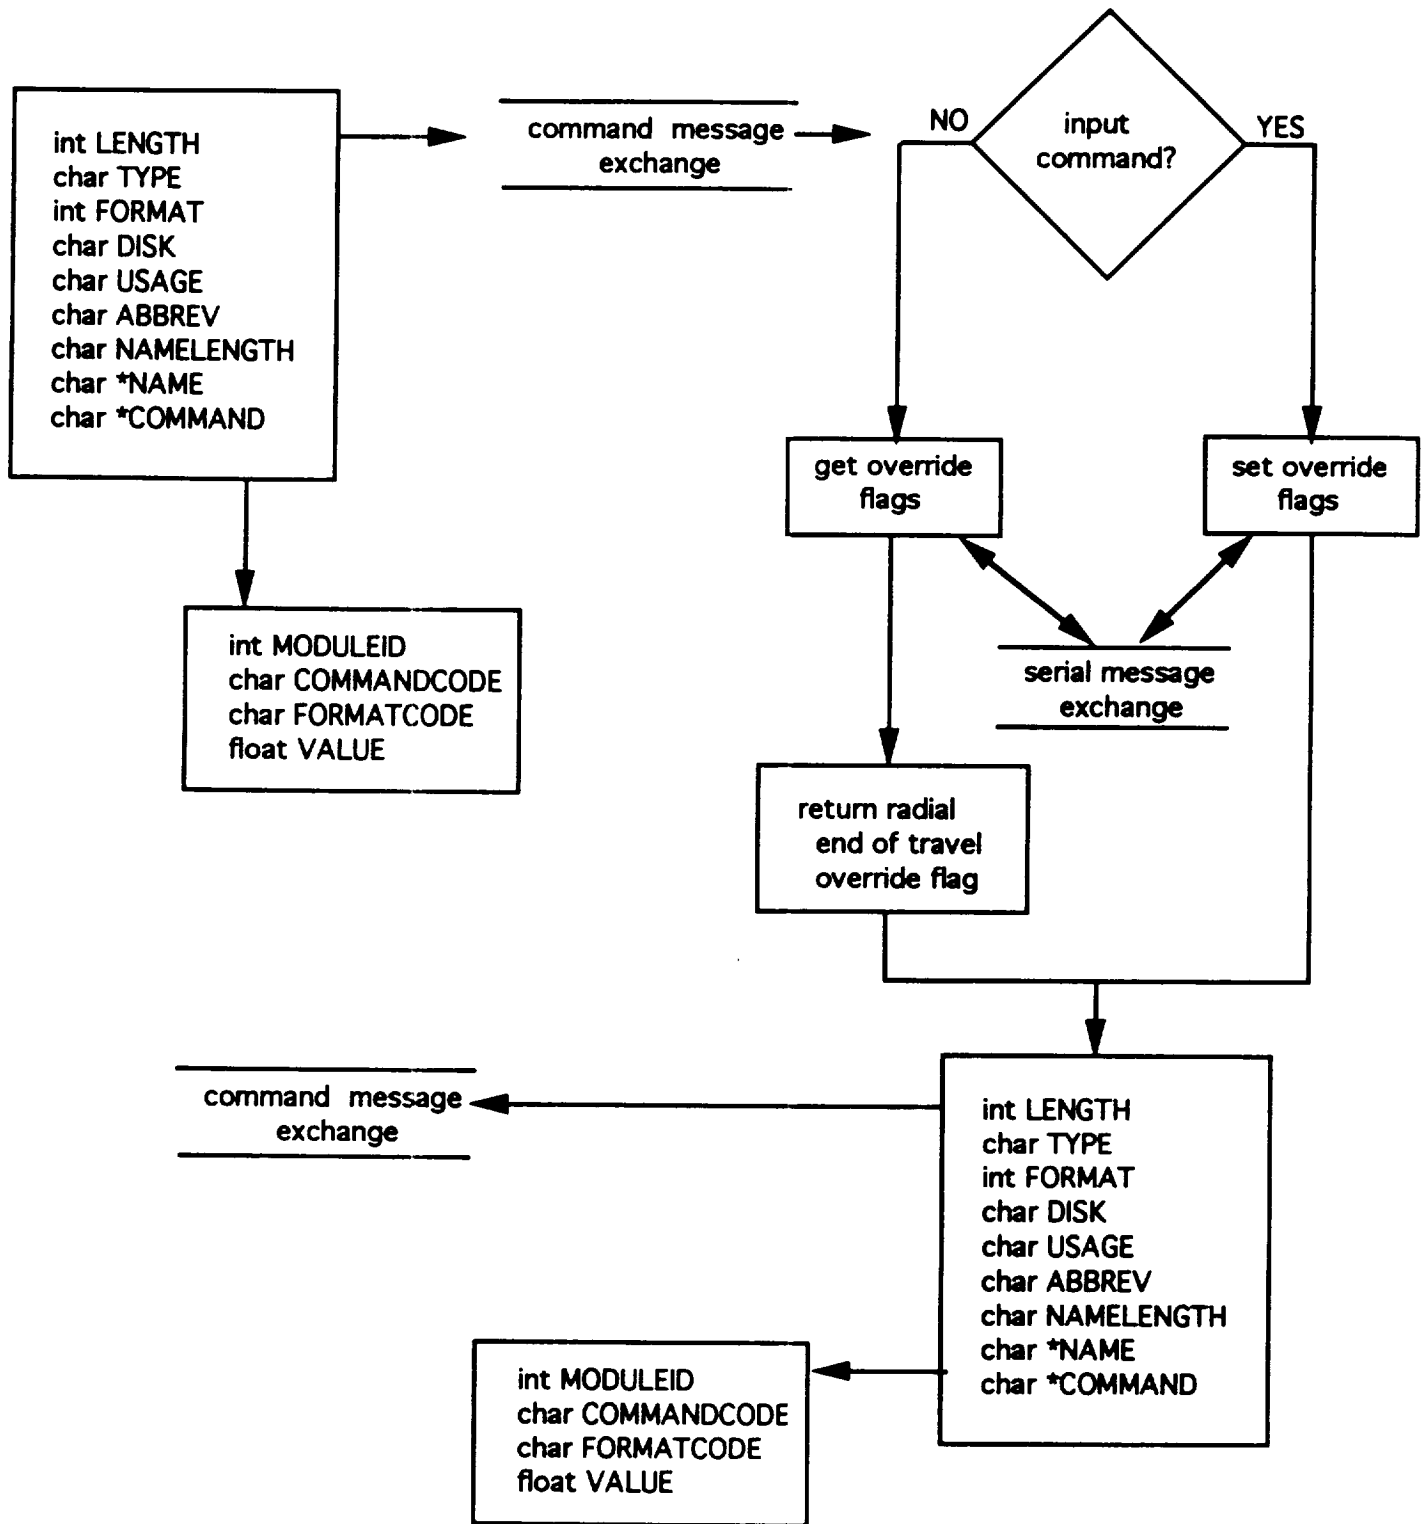 int LENGTH
char TYPE
int FORMAT
char DISK
char USAGE
char ABBREV
char NAMELENGTH
char *NAME
char *COMMAND
command message
exchange
NO
input
command?
YES
get override
flags
set override
flags
int MODULEID
char COMMANDCODE
char FORMATCODE
float VALUE
serial message
exchange
return radial
end of travel
override flag
command message
exchange
int LENGTH
char TYPE
int FORMAT
char DISK
char USAGE
char ABBREV
char NAMELENGTH
char *NAME
char *COMMAND
int MODULEID
char COMMANDCODE
char FORMATCODE
float VALUE